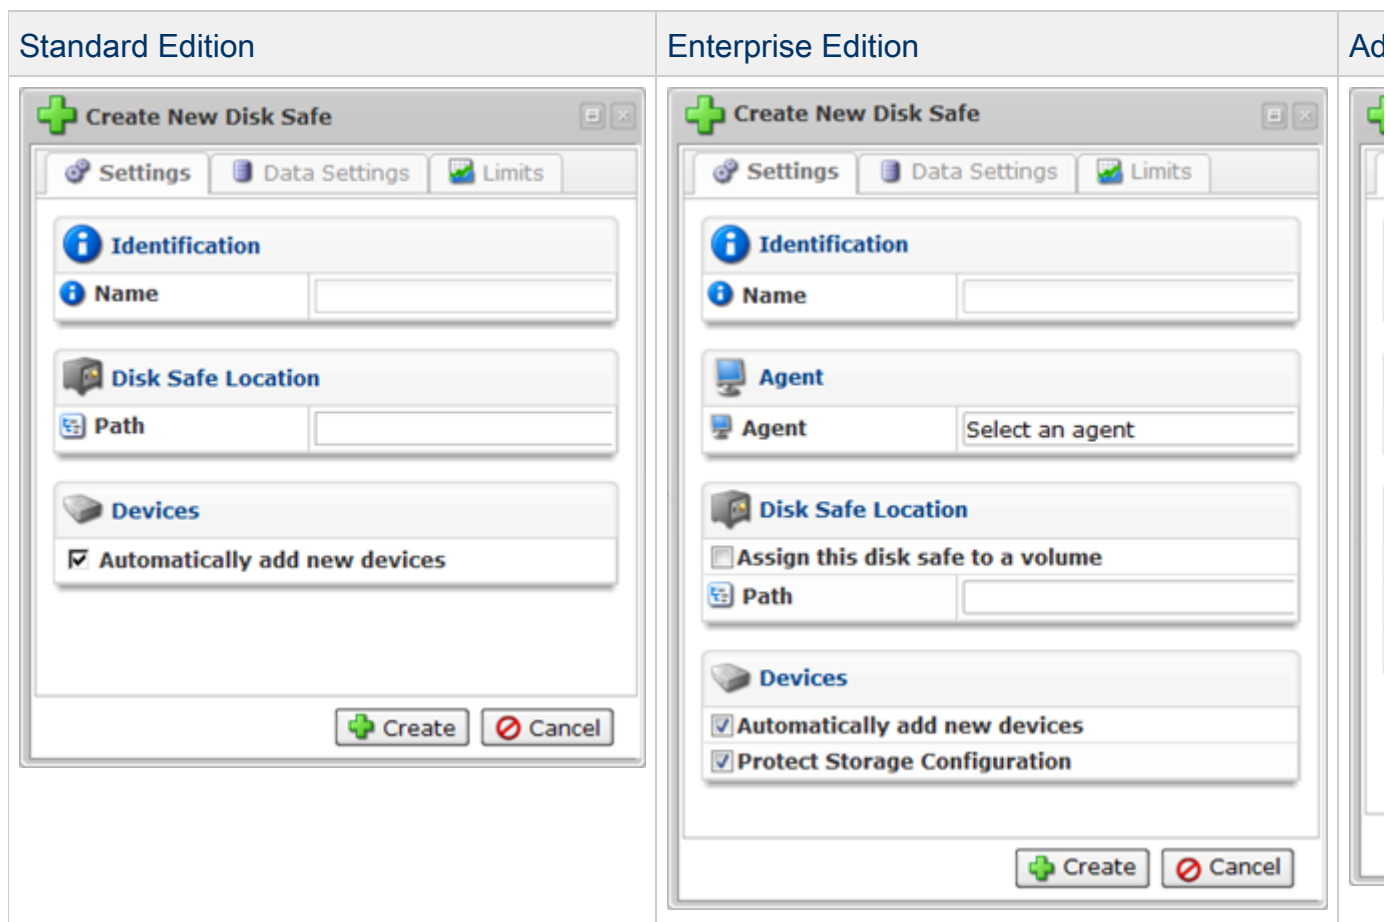 Standard Edition
Create New Disk Safe
Settings Data Settings Limits
Identification
Name
Disk Safe Location
Path
Devices
Automatically add new devices
Create Cancel
Enterprise Edition
Create New Disk Safe
Settings Data Settings Limits
Identification
Name
Agent
Agent Select an agent
Disk Safe Location
Assign this disk safe to a volume
Path
Devices
Automatically add new devices
Protect Storage Configuration
Create Cancel
Ad